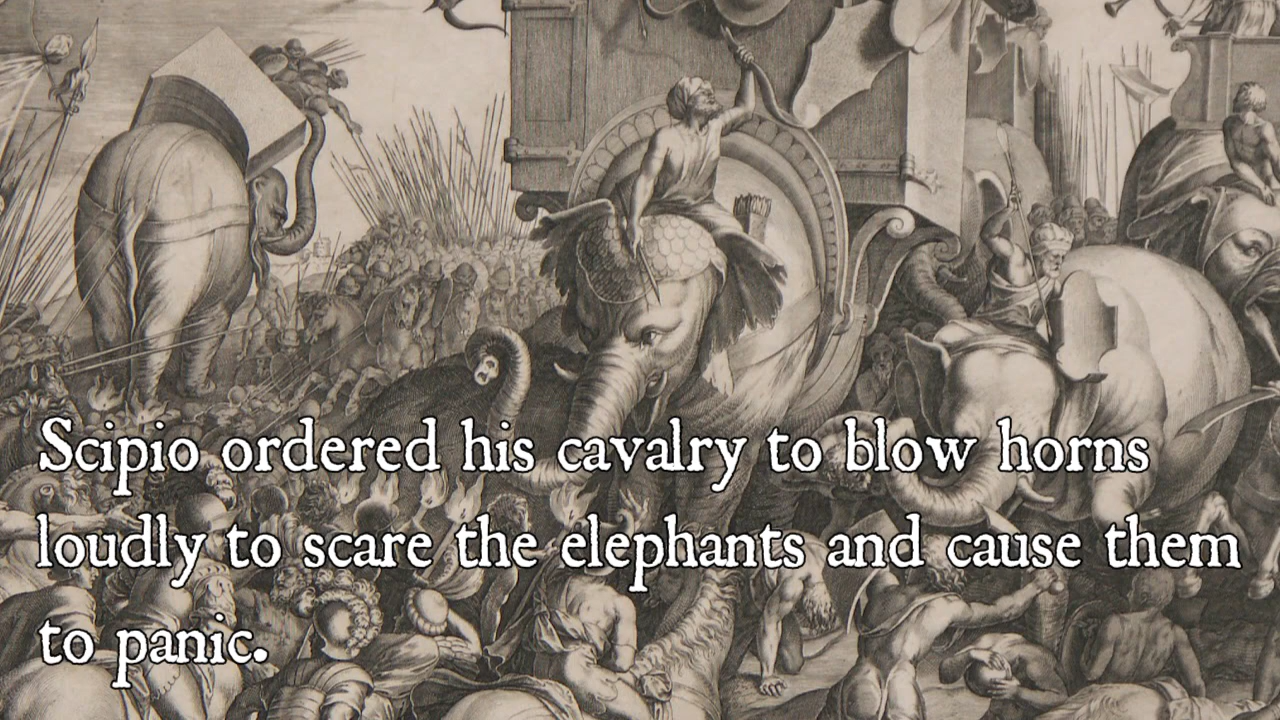 Scipio ordered his cavalry to blow horns
loudly to scare the elephants and cause them
to panic.